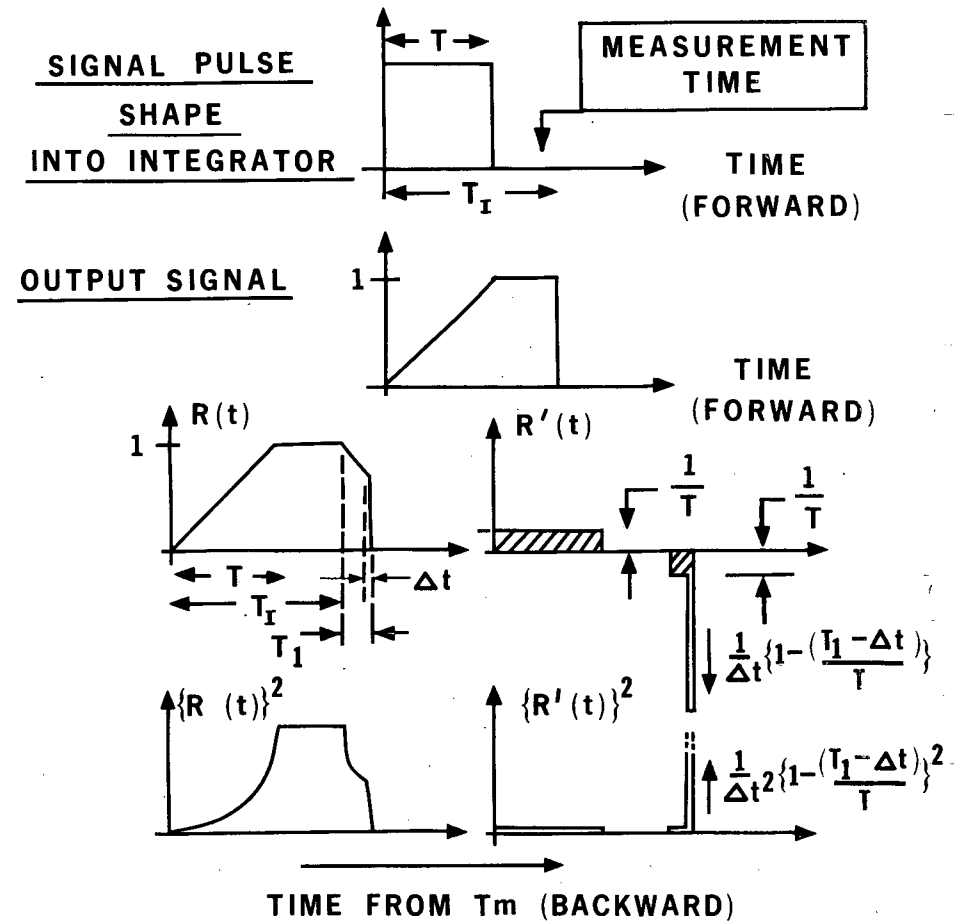 SIGNAL PULSE
SHAPE
INTO INTEGRATOR
T
MEASUREMENT
TIME
T_I
TIME
(FORWARD)
OUTPUT SIGNAL
1
TIME
(FORWARD)
R(t)
1
T
Δt
T_I
T_1
R'(t)
1/T
1/T
1/Δt {1-(T_1-Δt)/T}
{R (t)}^2
{R'(t)}^2
1/Δt^2 {1-(T_1-Δt)/T}^2
TIME FROM Tm (BACKWARD)